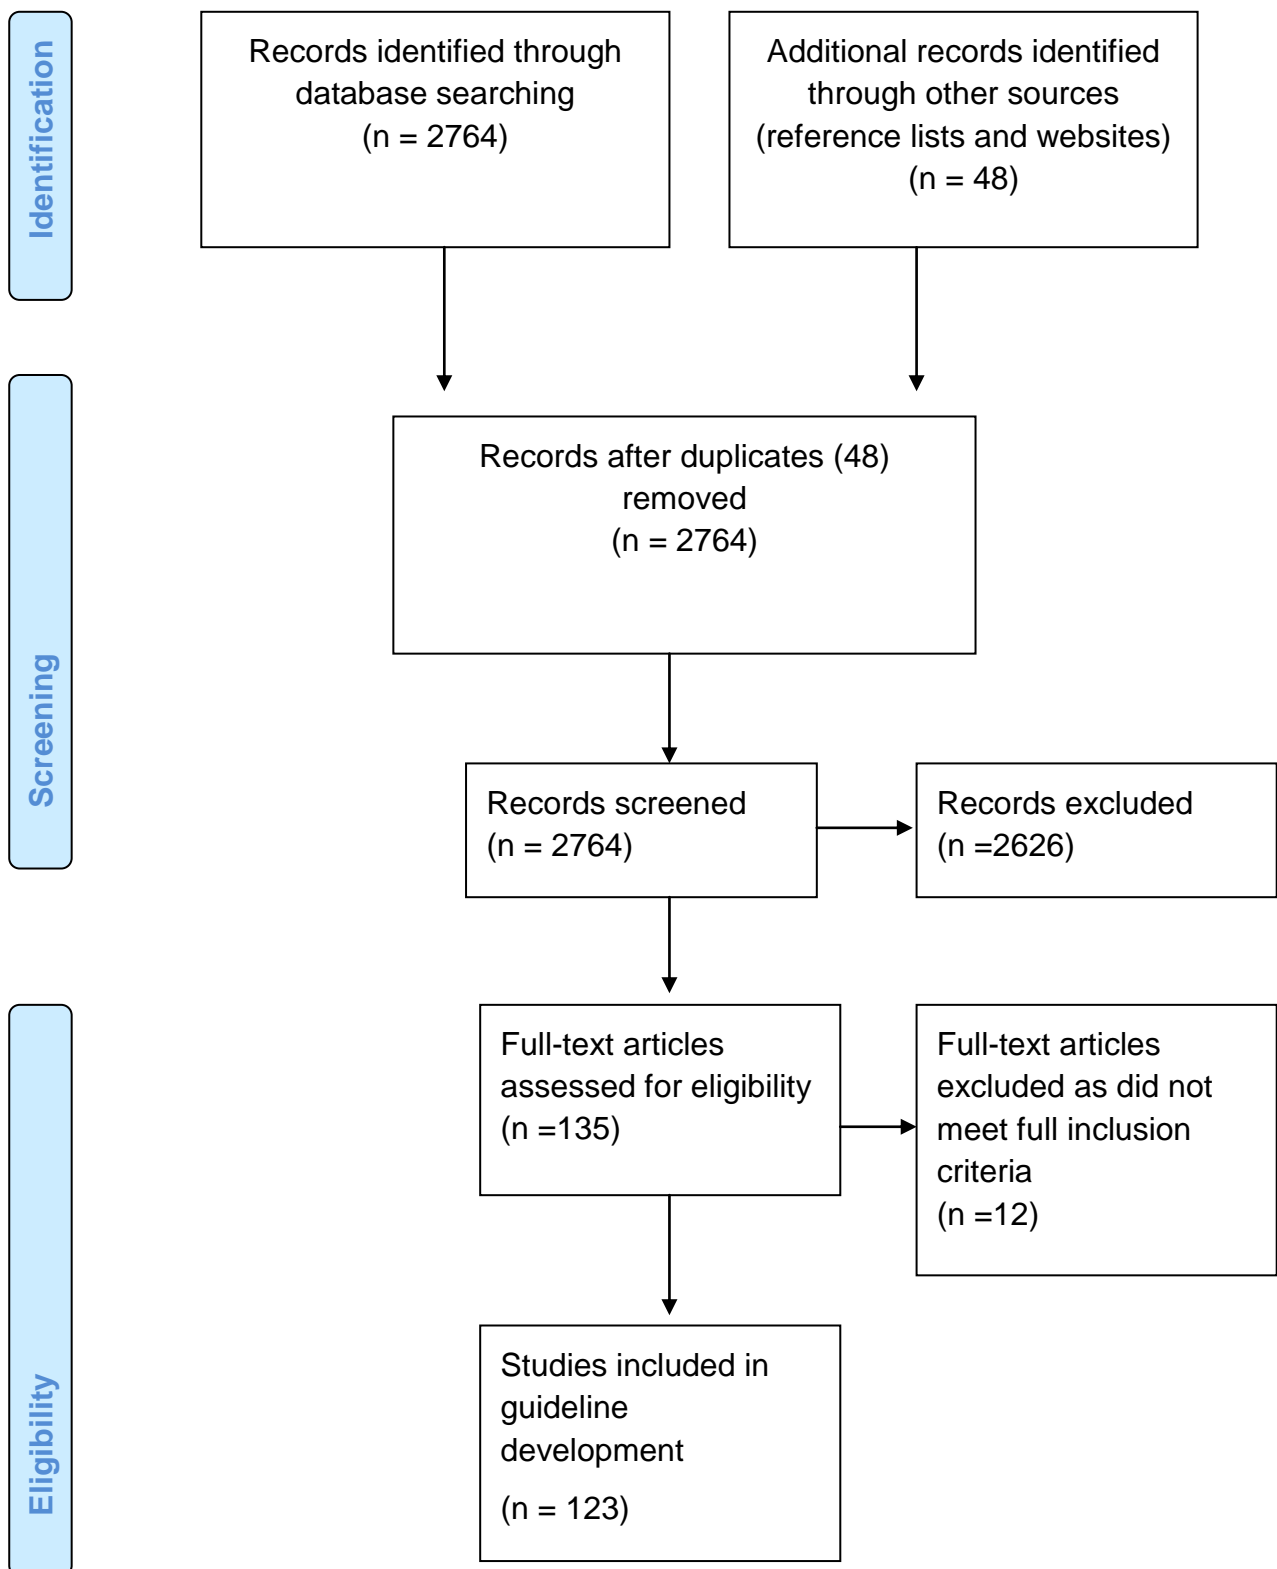 Identification
Records identified through
database searching
(n = 2764)
Additional records identified
through other sources
(reference lists and websites)
(n = 48)
Screening
Records after duplicates (48)
removed
(n = 2764)
Records screened
(n = 2764)
Records excluded
(n =2626)
Eligibility
Full-text articles
assessed for eligibility
(n =135)
Full-text articles
excluded as did not
meet full inclusion
criteria
(n =12)
Studies included in
guideline
development
(n = 123)